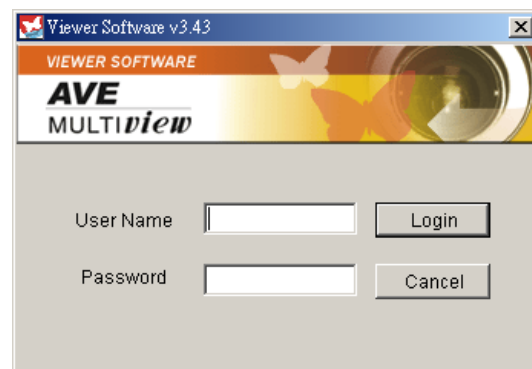 Viewer Software v3.43
VIEWER SOFTWARE
AVE
MULTIview
User Name
Login
Password
Cancel